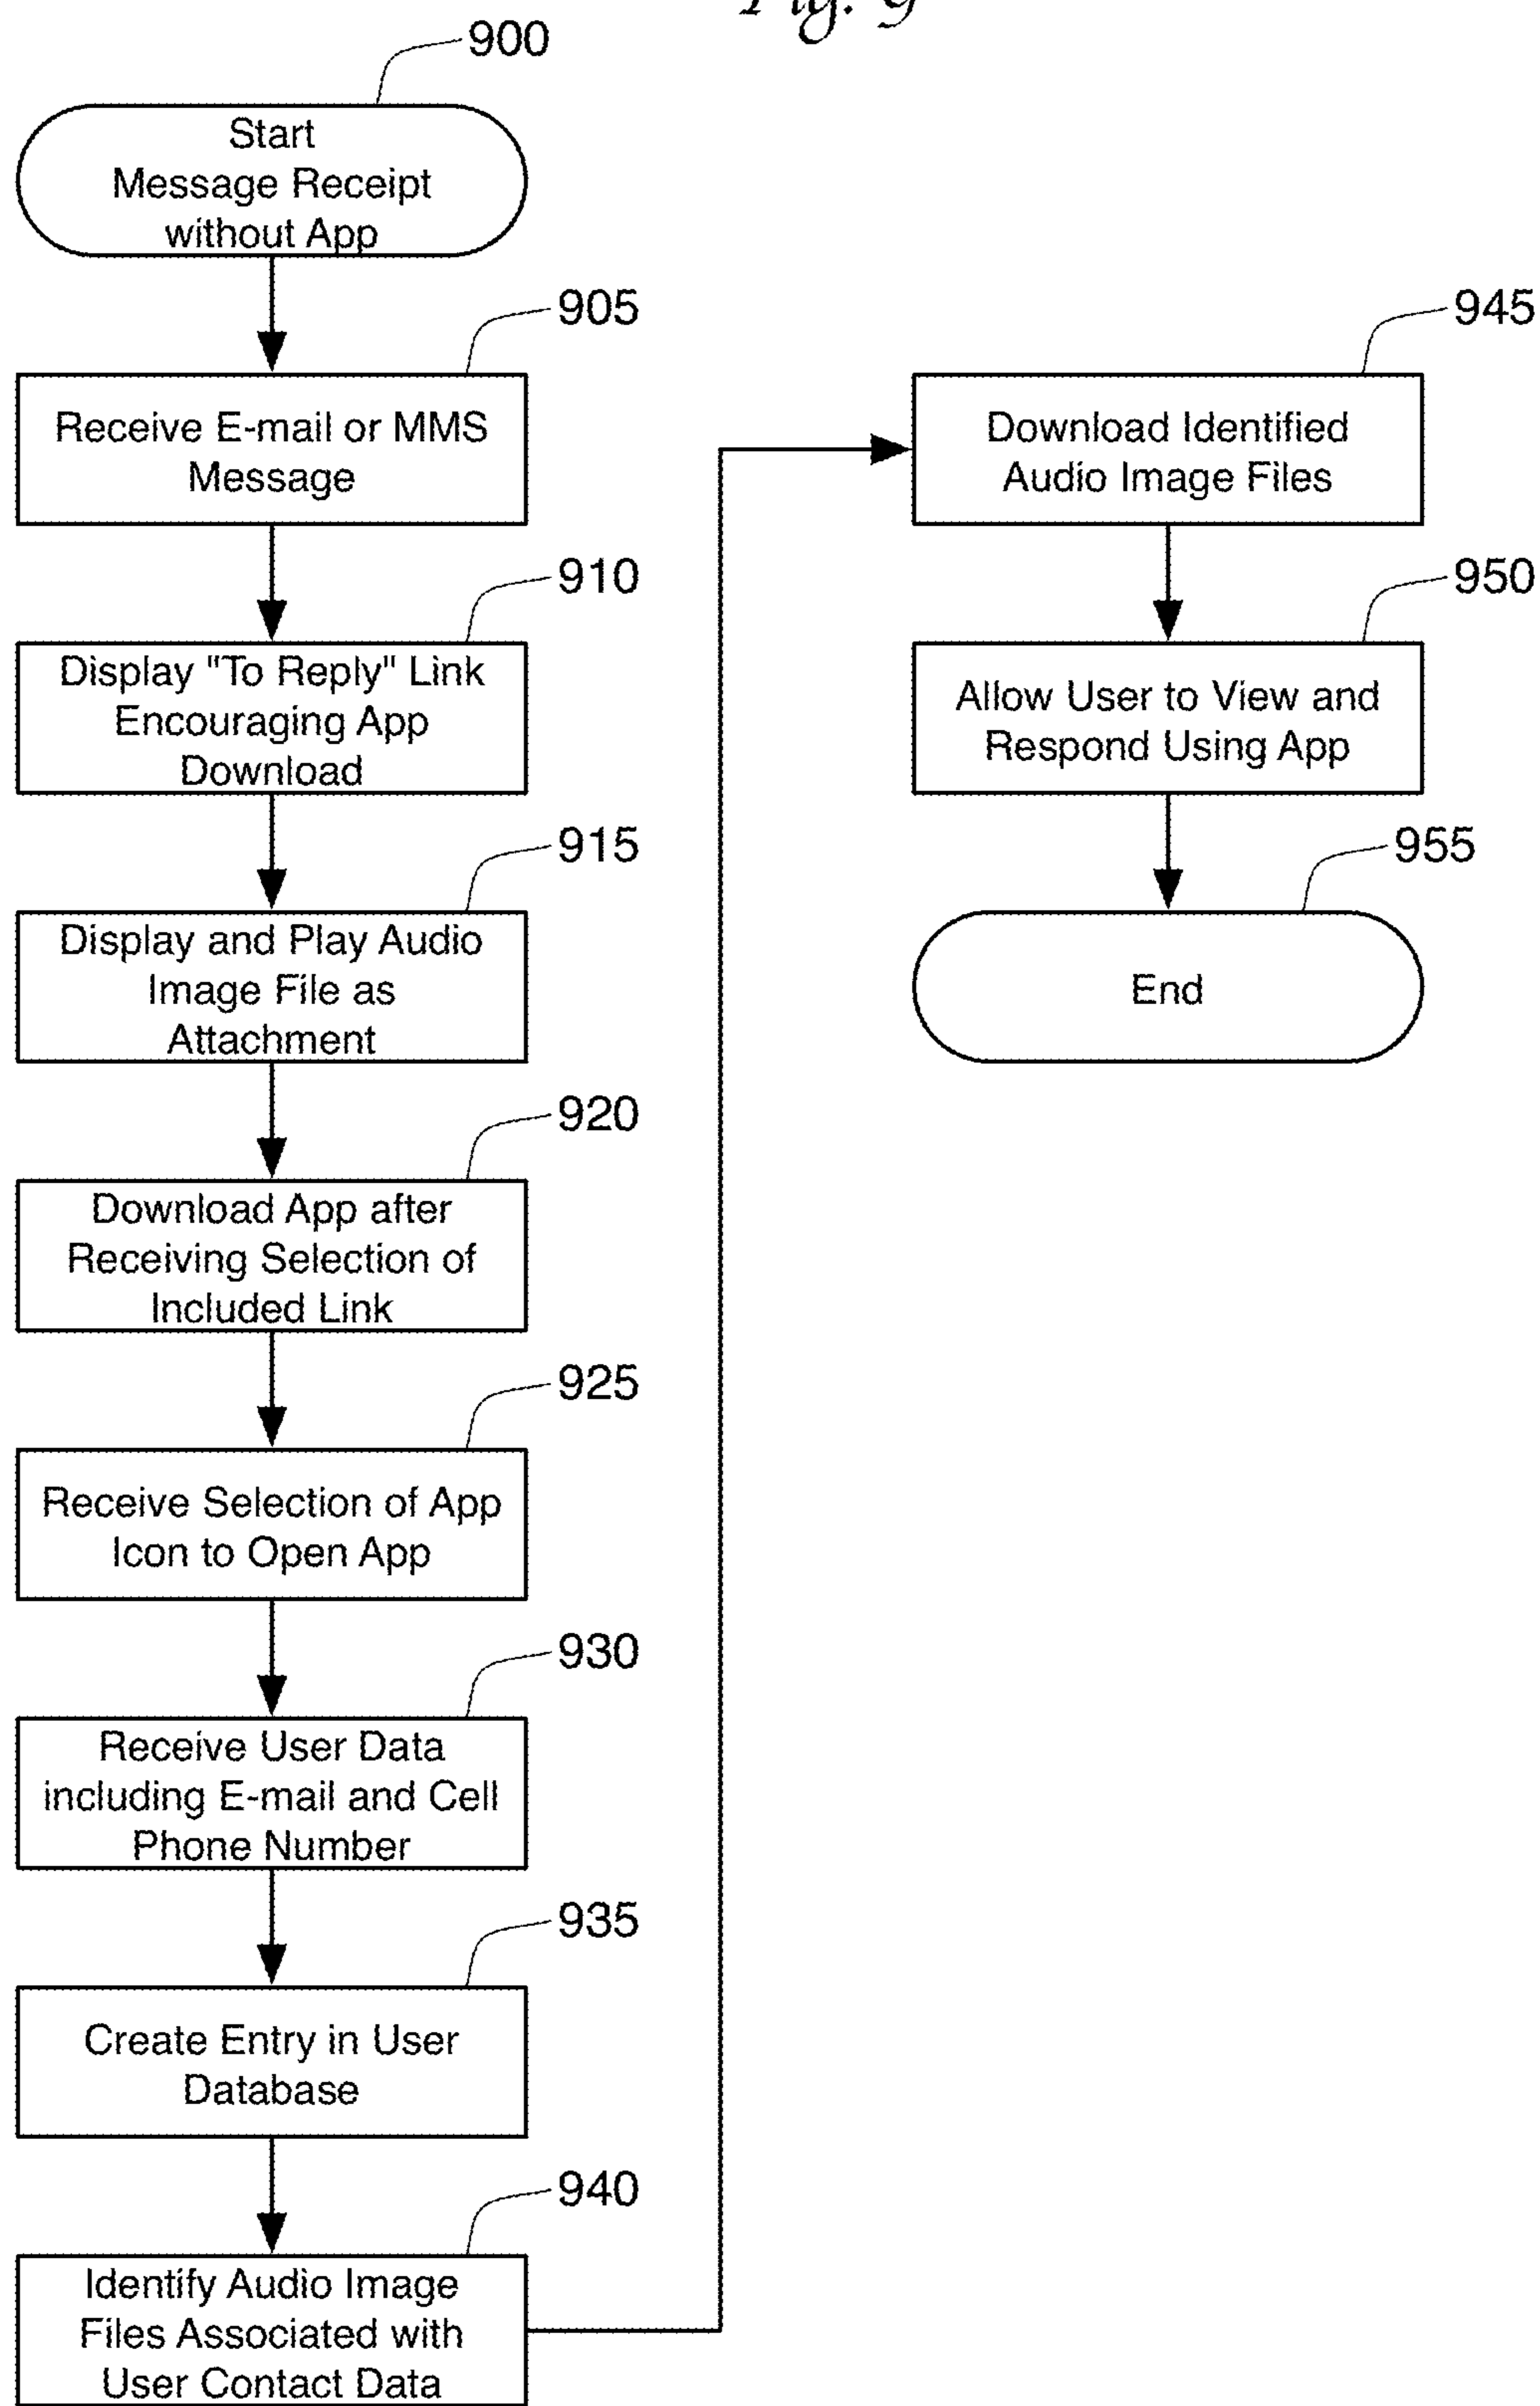 Fig. 9
900
Start
Message Receipt
without App
905
Receive E-mail or MMS
Message
910
Display "To Reply" Link
Encouraging App
Download
915
Display and Play Audio
Image File as
Attachment
920
Download App after
Receiving Selection of
Included Link
925
Receive Selection of App
Icon to Open App
930
Receive User Data
including E-mail and Cell
Phone Number
935
Create Entry in User
Database
940
Identify Audio Image
Files Associated with
User Contact Data
945
Download Identified
Audio Image Files
950
Allow User to View and
Respond Using App
955
End